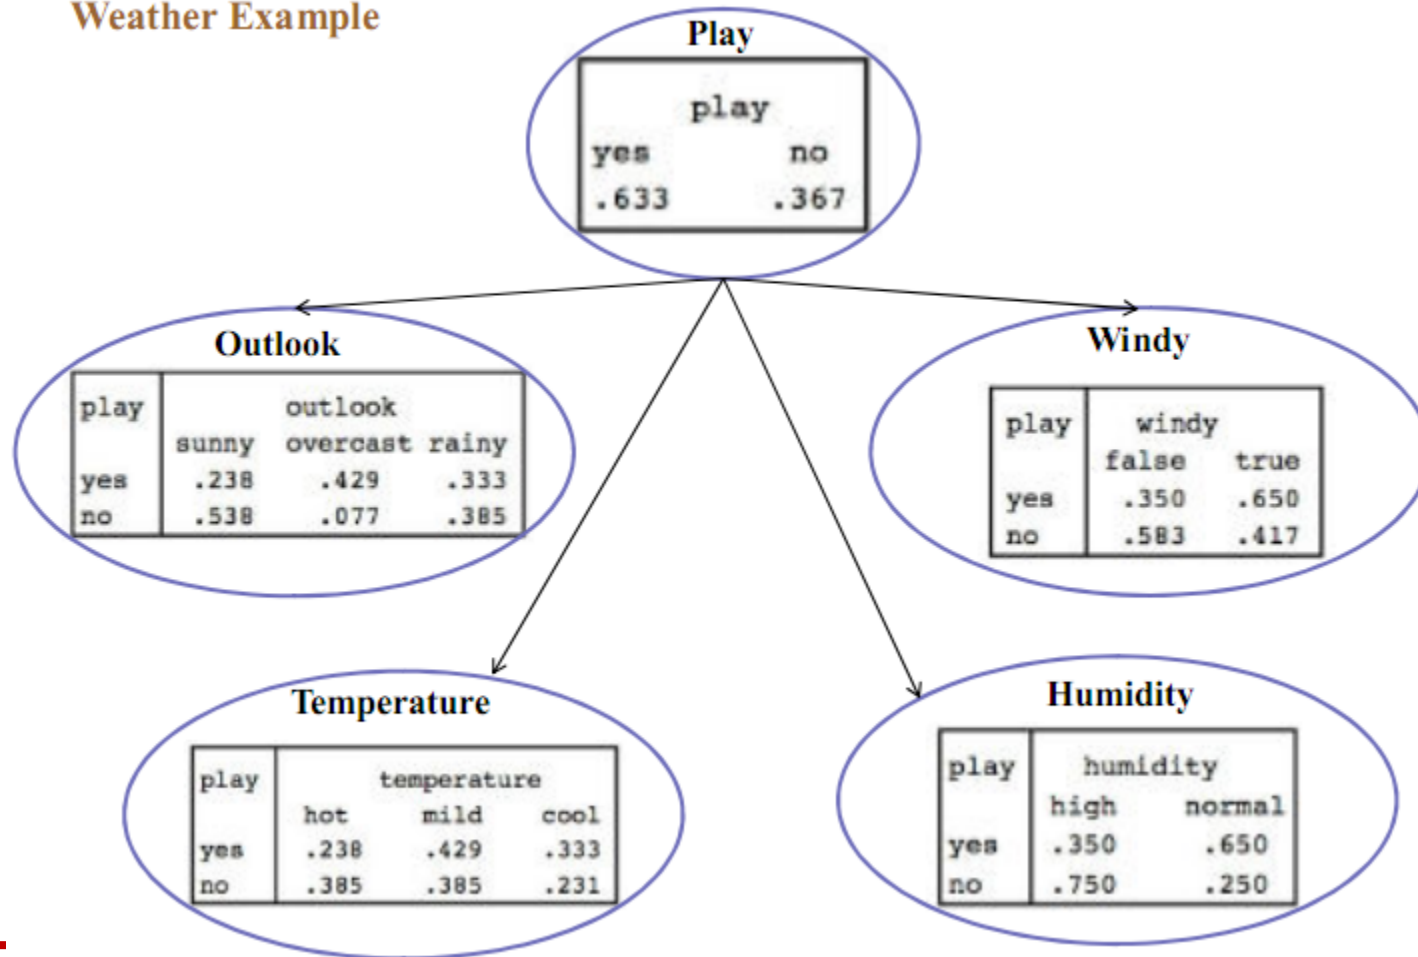 Weather Example
Play
play
yes no
.633 .367
Outlook
play outlook
sunny overcast rainy
yes .238 .429 .333
no .538 .077 .385
Windy
play windy
false true
yes .350 .650
no .583 .417
Temperature
play temperature
hot mild cool
yes .238 .429 .333
no .385 .385 .231
Humidity
play humidity
high normal
yes .350 .650
no .750 .250